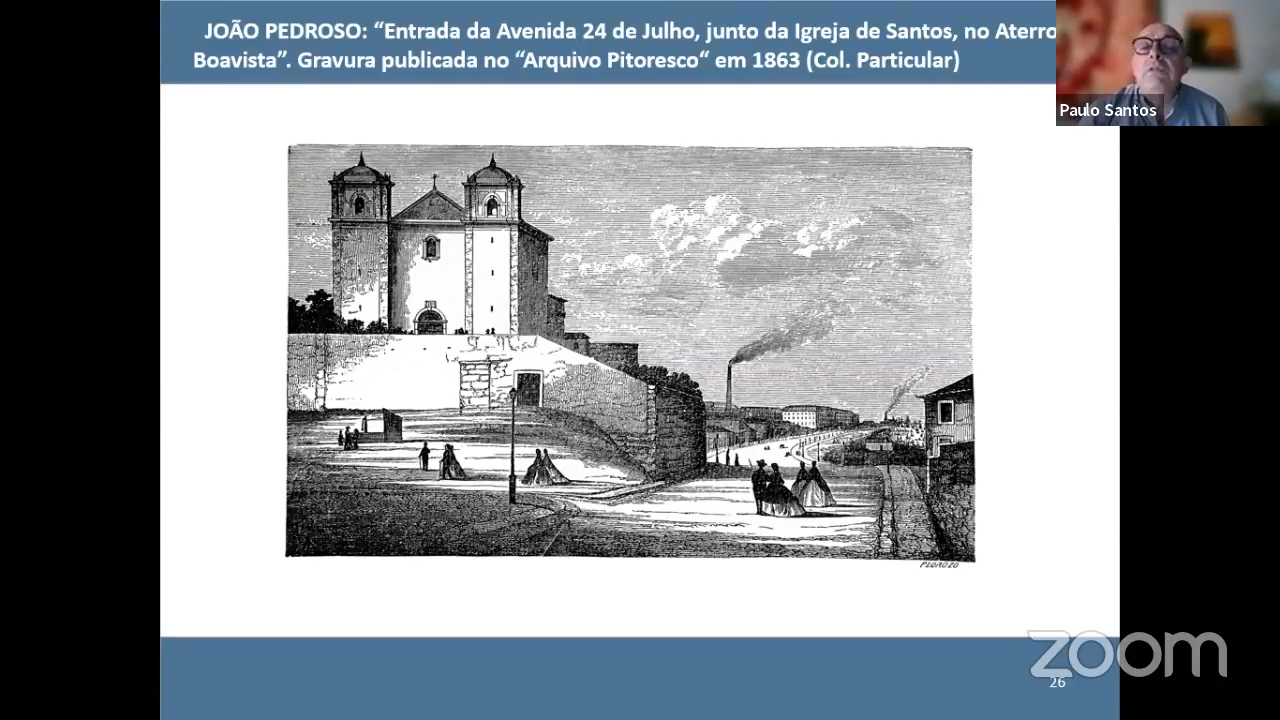 JOÃO PEDROSO: “Entrada da Avenida 24 de Julho, junto da Igreja de Santos, no Aterro
Boavista”. Gravura publicada no “Arquivo Pitoresco“ em 1863 (Col. Particular)
Paulo Santos
PEDROZO
zoom
26